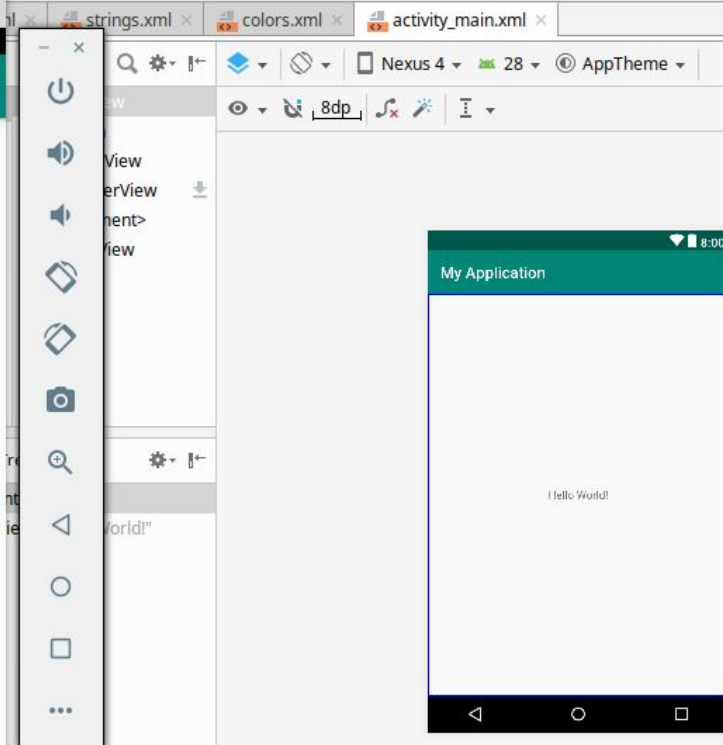 strings.xml
colors.xml
activity_main.xml
Nexus 4
28
AppTheme
8dp
View
erView
ment>
View
8:00
My Application
Hello World!
World!"